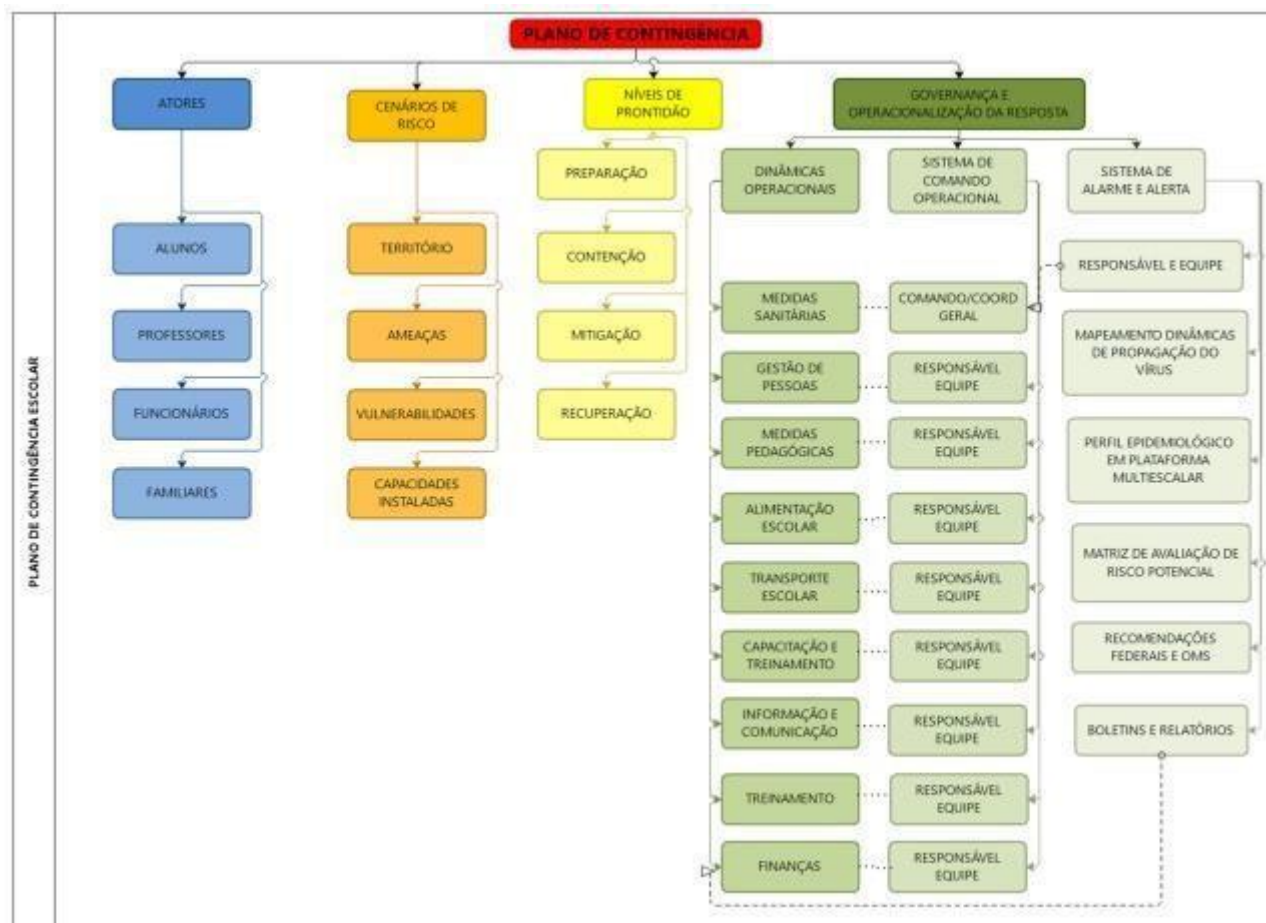 PLANO DE CONTINGÊNCIA ESCOLAR
PLANO DE CONTINGÊNCIA
ATORES
ALUNOS
PROFESSORES
FUNCIONÁRIOS
FAMILIARES
CENÁRIOS DE
RISCO
TERRITÓRIO
AMEAÇAS
VULNERABILIDADES
CAPACIDADES
INSTALADAS
NÍVEIS DE
PRONTIDÃO
PREPARAÇÃO
CONTENÇÃO
MITIGAÇÃO
RECUPERAÇÃO
GOVERNANÇA E
OPERACIONALIZAÇÃO DA RESPOSTA
DINÂMICAS
OPERACIONAIS
MEDIDAS
SANITÁRIAS
GESTÃO DE
PESSOAS
MEDIDAS
PEDAGÓGICAS
ALIMENTAÇÃO
ESCOLAR
TRANSPORTE
ESCOLAR
CAPACITAÇÃO E
TREINAMENTO
INFORMAÇÃO E
COMUNICAÇÃO
TREINAMENTO
FINANÇAS
SISTEMA DE
COMANDO
OPERACIONAL
COMANDO/COORD
GERAL
RESPONSÁVEL
EQUIPE
RESPONSÁVEL
EQUIPE
RESPONSÁVEL
EQUIPE
RESPONSÁVEL
EQUIPE
RESPONSÁVEL
EQUIPE
RESPONSÁVEL
EQUIPE
RESPONSÁVEL
EQUIPE
RESPONSÁVEL
EQUIPE
SISTEMA DE
ALARME E ALERTA
RESPONSÁVEL E EQUIPE
MAPEAMENTO DINÂMICAS
DE PROPAGAÇÃO DO
VÍRUS
PERFIL EPIDEMIOLÓGICO
EM PLATAFORMA
MULTIESCALAR
MATRIZ DE AVALIAÇÃO DE
RISCO POTENCIAL
RECOMENDAÇÕES
FEDERAIS E OMS
BOLETINS E RELATÓRIOS